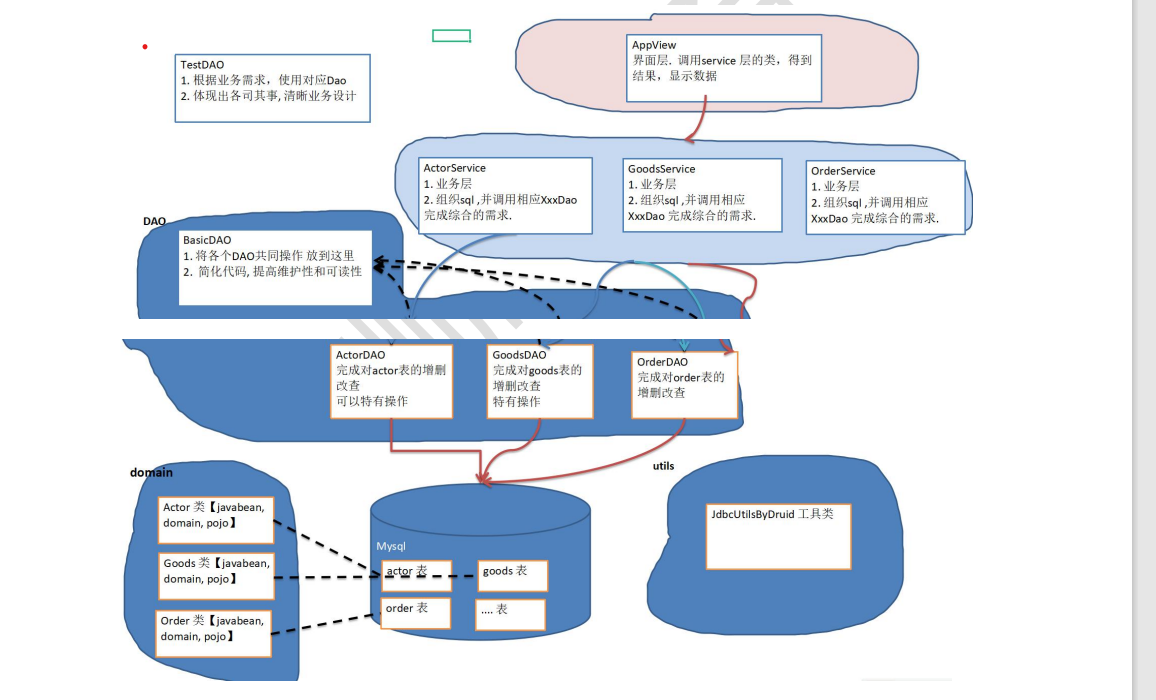 TestDAO
1. 根据业务需求，使用对应Dao
2. 体现出各司其事, 清晰业务设计
AppView
界面层. 调用service 层的类，得到
结果，显示数据
ActorService
1. 业务层
2. 组织sql ,并调用相应XxxDao
完成综合的需求.
GoodsService
1. 业务层
2. 组织sql ,并调用相应
XxxDao 完成综合的需求.
OrderService
1. 业务层
2. 组织sql ,并调用相应
XxxDao 完成综合的需求.
DAO
BasicDAO
1. 将各个DAO共同操作 放到这里
2. 简化代码, 提高维护性和可读性
ActorDAO
完成对actor表的增删
改查
可以特有操作
GoodsDAO
完成对goods表的
增删改查
特有操作
OrderDAO
完成对order表的
增删改查
domain
Actor 类【javabean,
domain, pojo】
Goods 类【javabean,
domain, pojo】
Order 类【javabean,
domain, pojo】
Mysql
actor 表
goods 表
order 表
.... 表
utils
JdbcUtilsByDruid 工具类